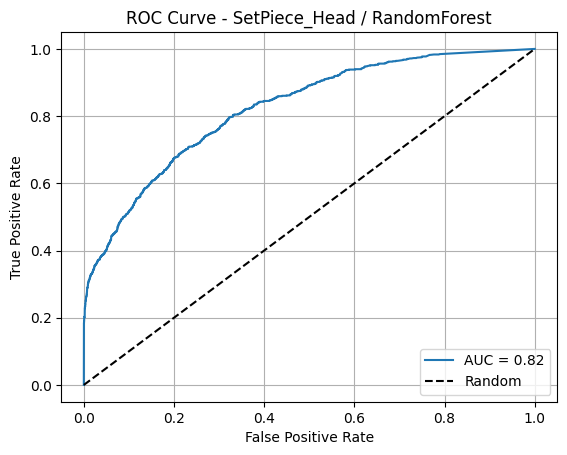 ROC Curve - SetPiece_Head / RandomForest
True Positive Rate
1.0
0.8
0.6
0.4
0.2
0.0
0.0 0.2 0.4 0.6 0.8 1.0
False Positive Rate
AUC = 0.82
Random